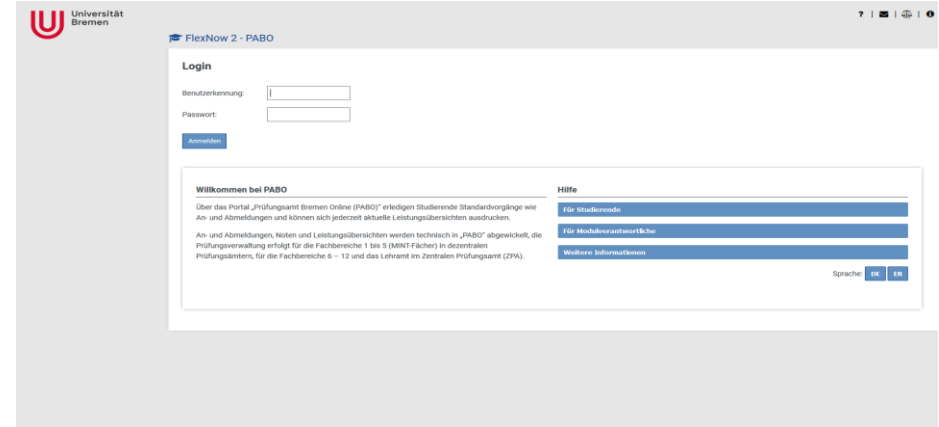 Universität
Bremen
? | | |
FlexNow 2 - PABO
Login
Benutzerkennung:
Passwort:
Anmelden
Willkommen bei PABO
Über das Portal „Prüfungsamt Bremen Online (PABO)" erledigen Studierende Standardvorgänge wie
An- und Abmeldungen und können sich jederzeit aktuelle Leistungsübersichten ausdrucken.
An- und Abmeldungen, Noten und Leistungsübersichten werden technisch in „PABO" abgewickelt, die
Prüfungsverwaltung erfolgt für die Fachbereiche 1 bis 5 (MINT-Fächer) in dezentralen
Prüfungsämtern, für die Fachbereiche 6 – 12 und das Lehramt im Zentralen Prüfungsamt (ZPA).
Hilfe
Für Studierende
Für Modulverantwortliche
Weitere Informationen
Sprache: DE EN